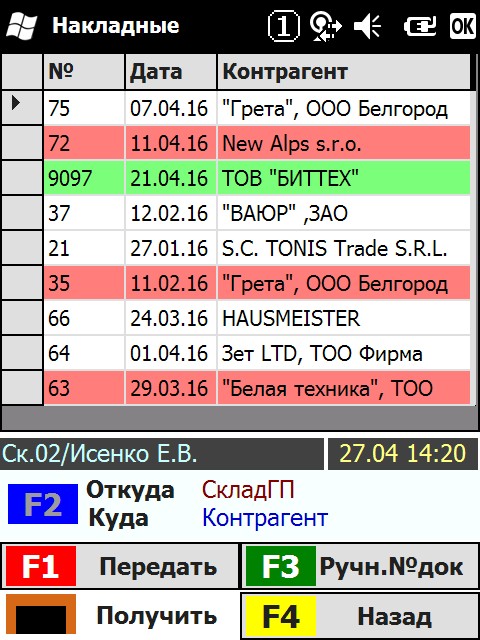 Накладные 1 OK
№ Дата Контрагент
75 07.04.16 "Грета", ООО Белгород
72 11.04.16 New Alps s.r.o.
9097 21.04.16 ТОВ "БИТТЕХ"
37 12.02.16 "ВАЮР" ,ЗАО
21 27.01.16 S.C. TONIS Trade S.R.L.
35 11.02.16 "Грета", ООО Белгород
66 24.03.16 HAUSMEISTER
64 01.04.16 Зет LTD, ТОО Фирма
63 29.03.16 "Белая техника", ТОО
Ск.02/Исенко Е.В. 27.04 14:20
F2 Откуда СкладГП
Куда Контрагент
F1 Передать F3 Ручн.№док
Получить F4 Назад